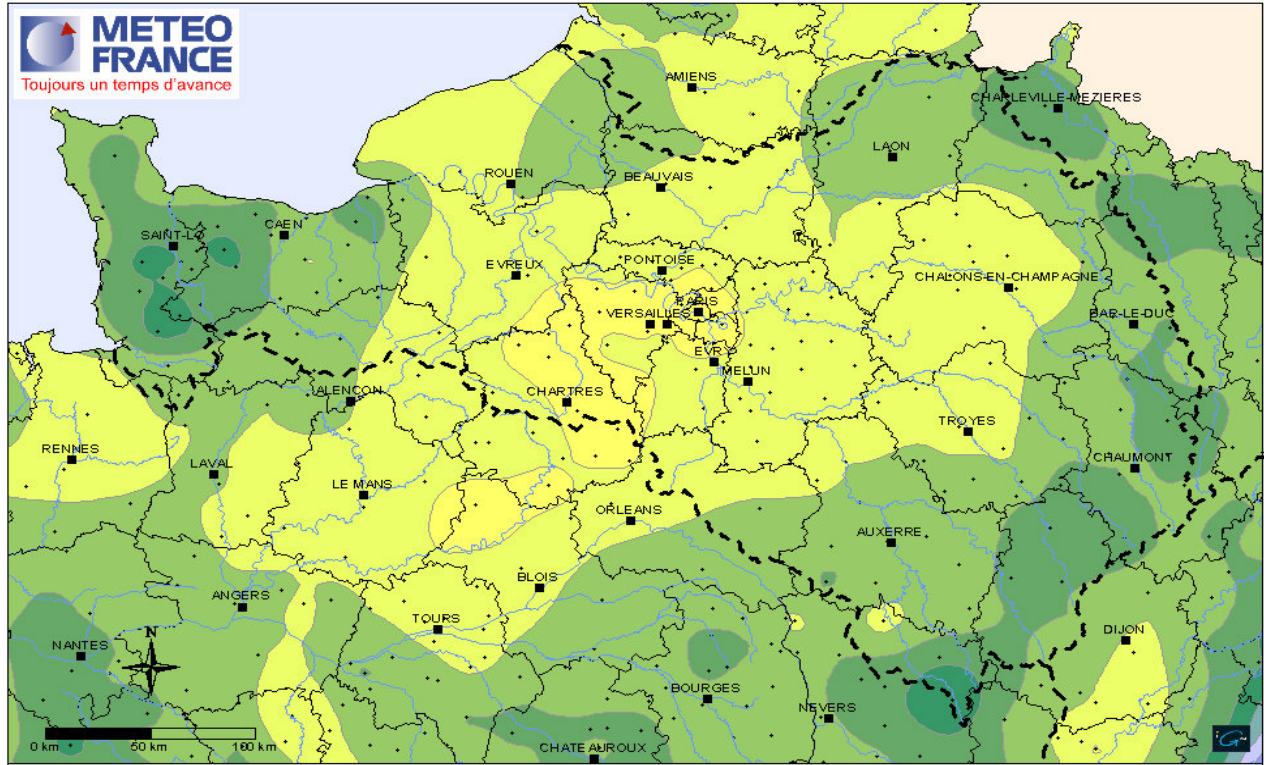 METEO
FRANCE
Toujours un temps d'avance
AMIENS
CHARLEVILLE-MEZIERES
LAON
ROUEN
BEAUVAIS
SAINT-LO
CAEN
EVREUX
PONTOISE
CHALONS-EN-CHAMPAGNE
PARIS
VERSAILLES
BAR-LE-DUC
EVRY
MELUN
ALENCON
CHARTRES
TROYES
RENNES
LAVAL
CHAUMONT
LE MANS
ORLEANS
AUXERRE
BLOIS
ANGERS
TOURS
DIJON
N
NANTES
BOURGES
NEVERS
0 km 50 km 100 km
CHATEAUROUX